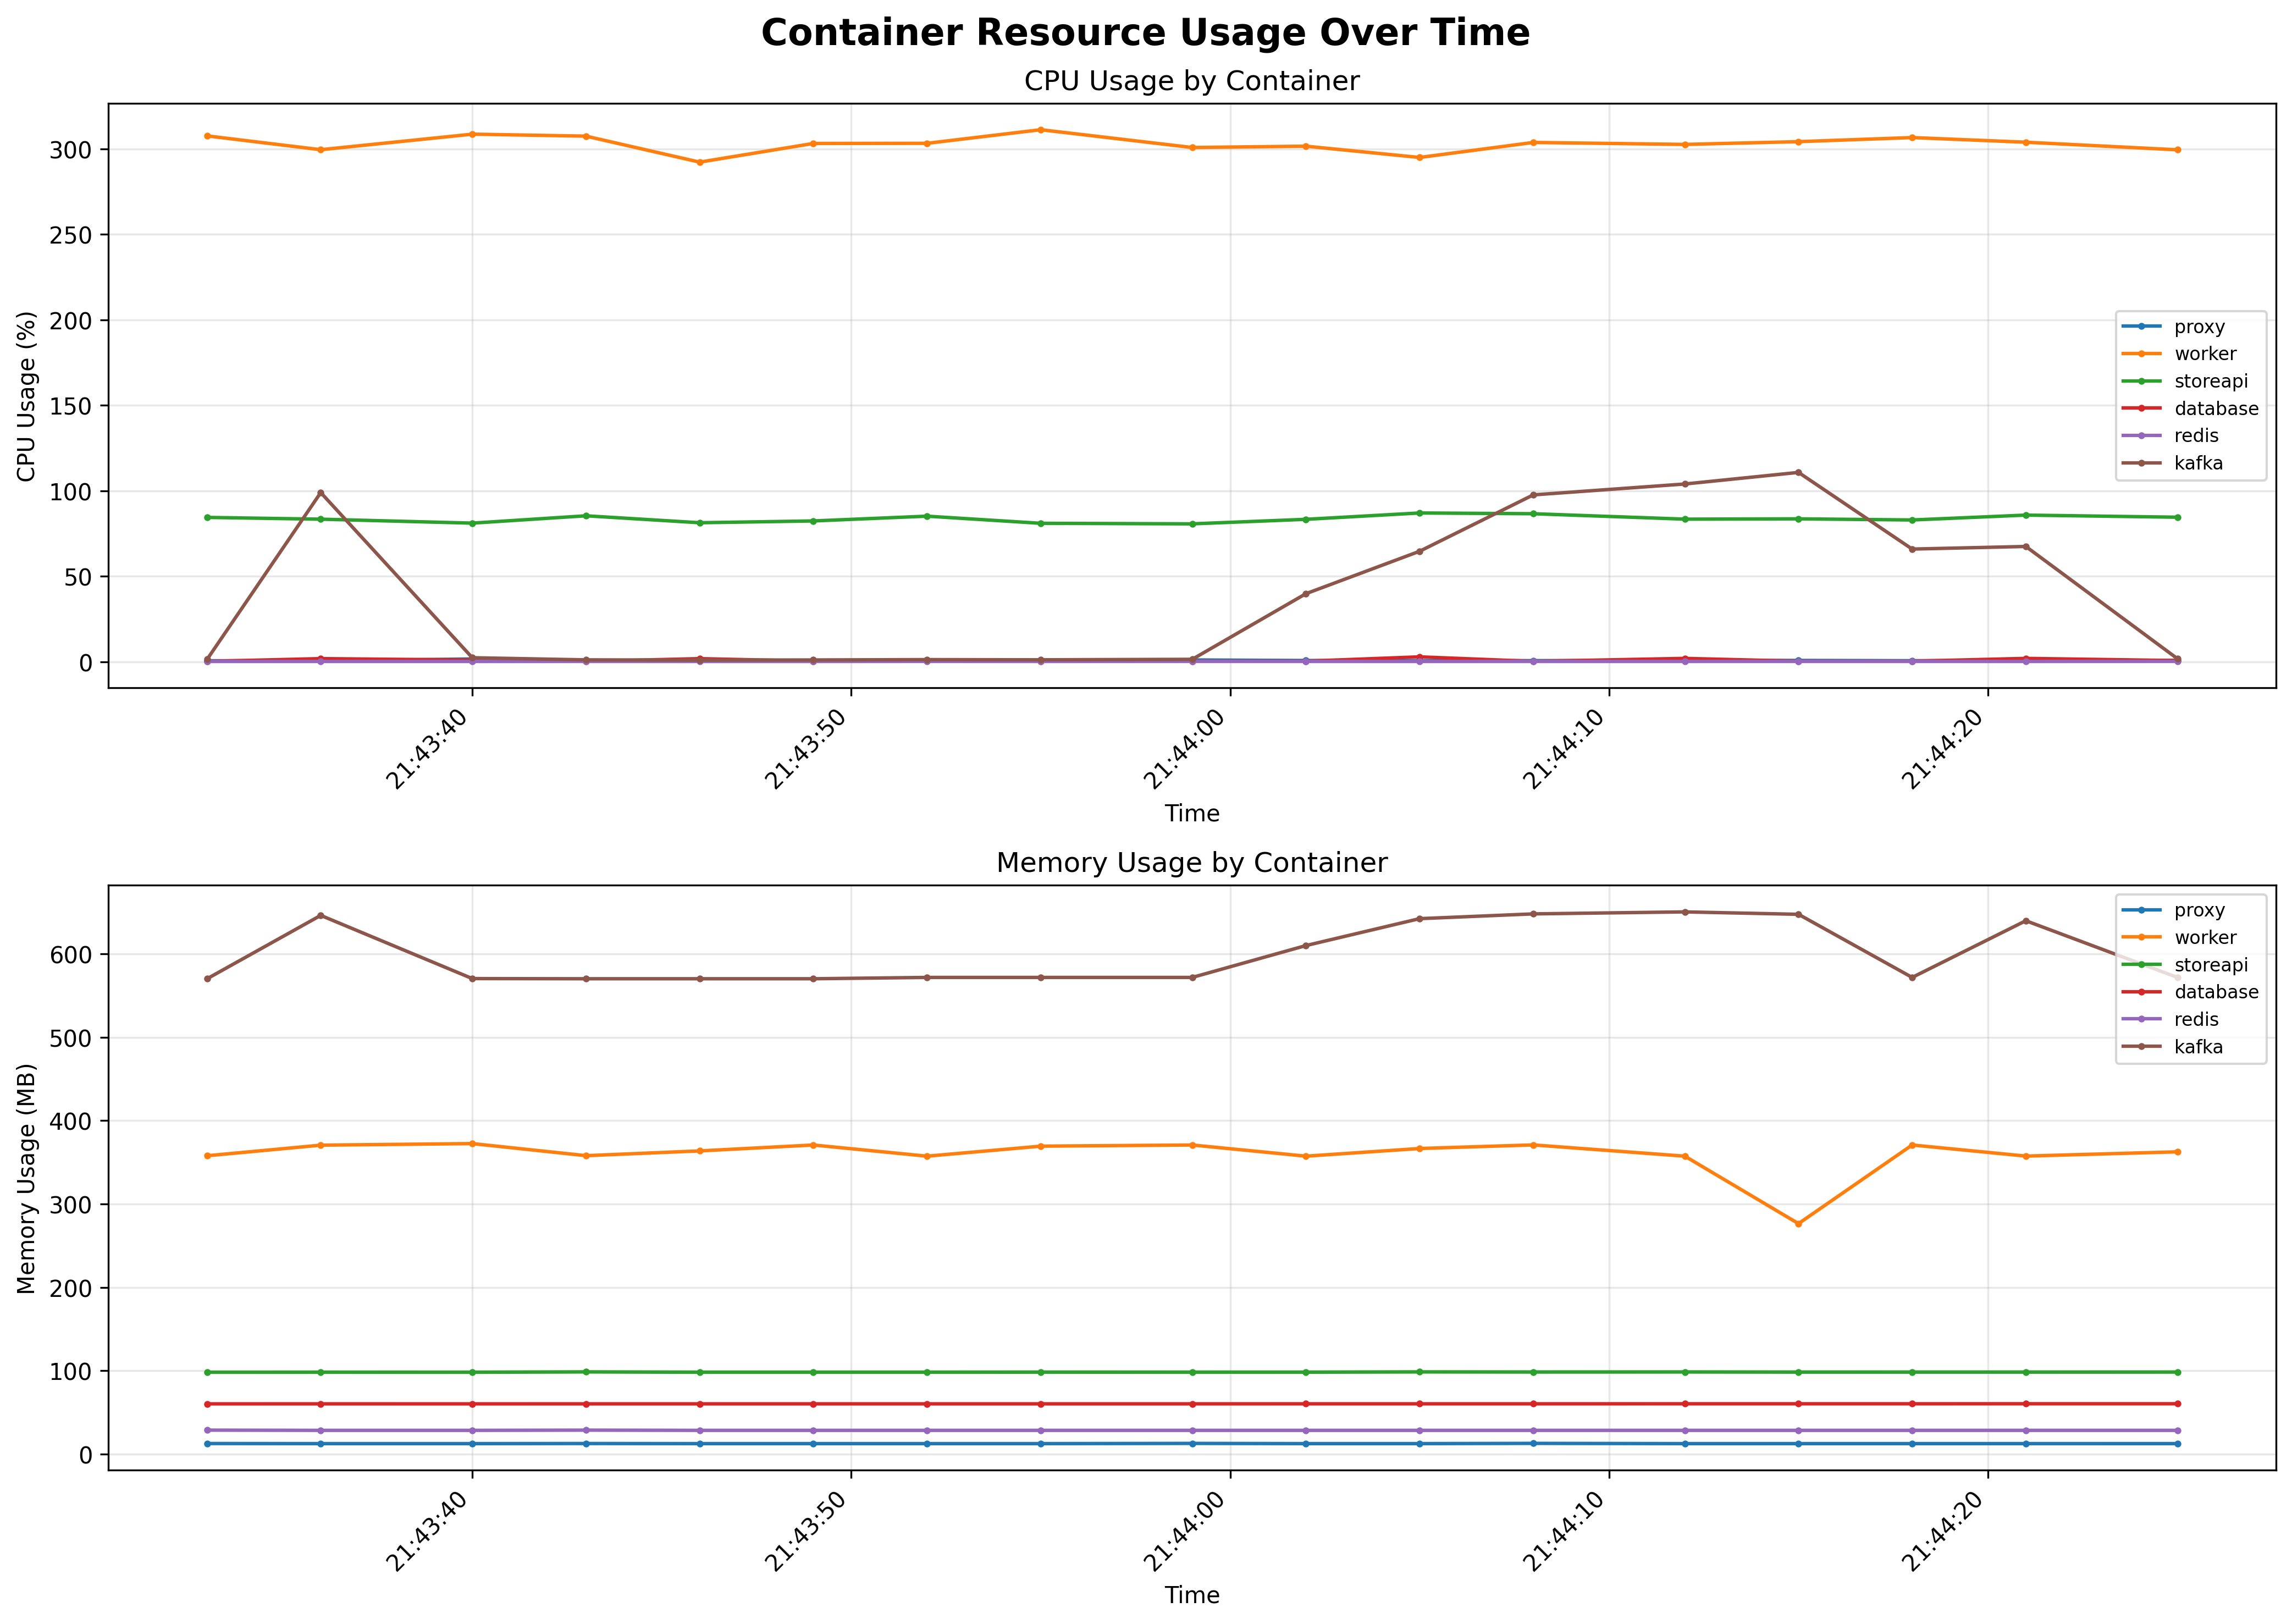 Container Resource Usage Over Time
CPU Usage by Container
CPU Usage (%)
300
250
200
150
100
50
0
proxy
worker
storeapi
database
redis
kafka
21:43:40
21:43:50
21:44:00
21:44:10
21:44:20
Time
Memory Usage by Container
Memory Usage (MB)
600
500
400
300
200
100
0
proxy
worker
storeapi
database
redis
kafka
21:43:40
21:43:50
21:44:00
21:44:10
21:44:20
Time